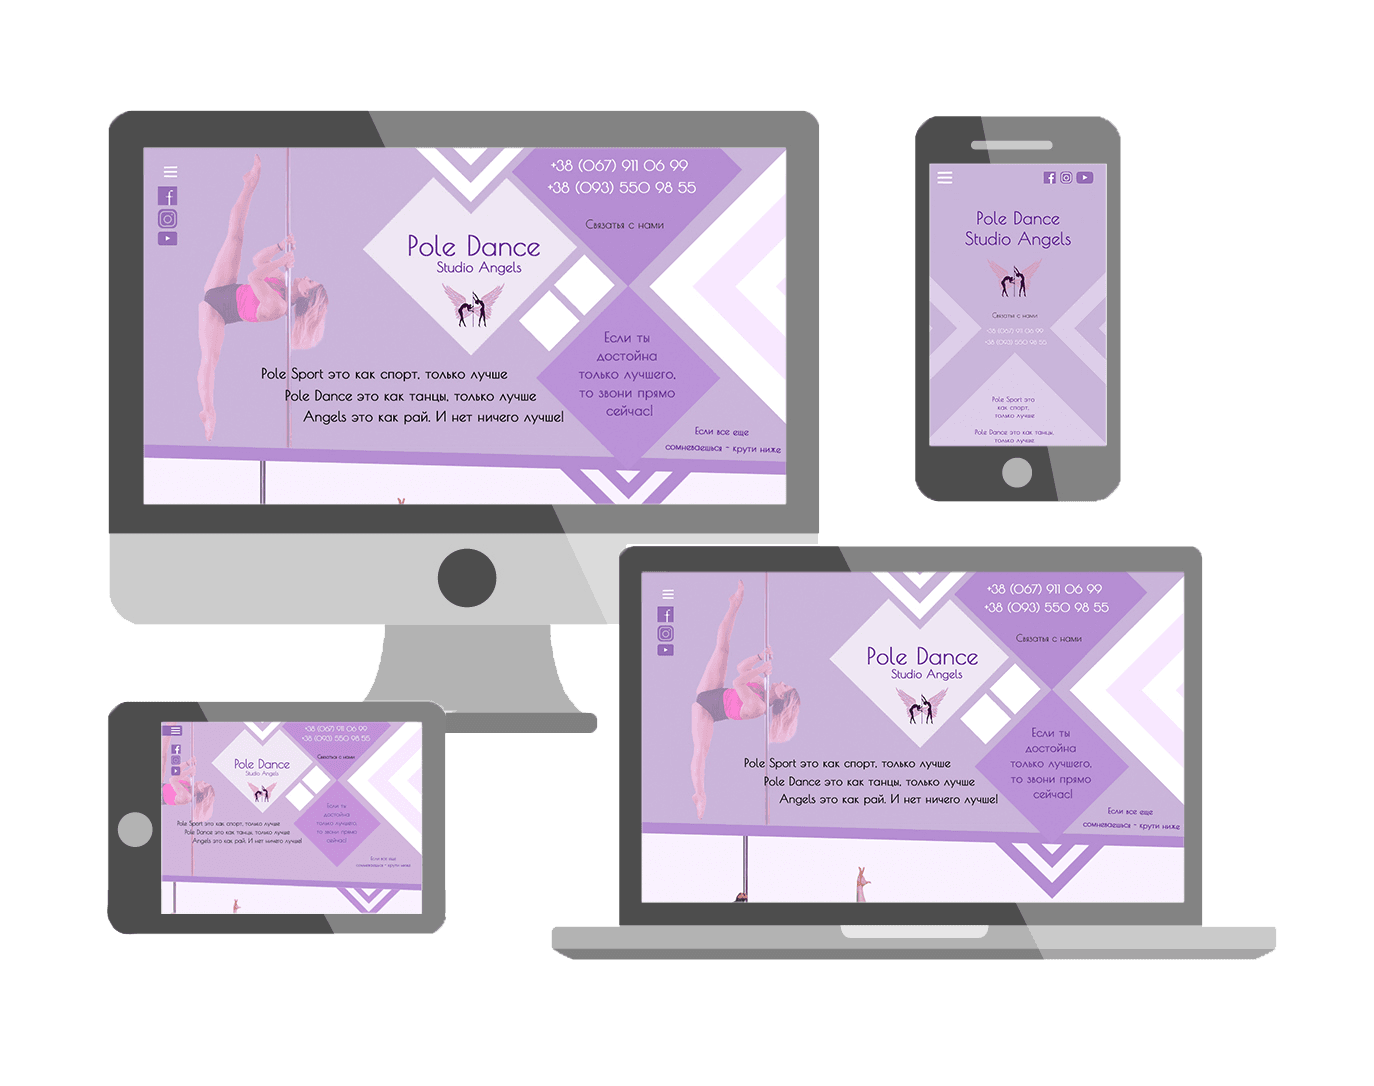 +38 (067) 911 06 99
+38 (093) 550 98 55
Связатья с нами
Pole Dance
Studio Angels
Если ты
достойна
только лучшего,
то звони прямо
сейчас!
Pole Sport это как спорт, только лучше
Pole Dance это как танцы, только лучше
Angels это как рай. И нет ничего лучше!
Если все еще
сомневаешься - крути ниже
Pole Dance
Studio Angels
Связатья с нами
+38 (067) 911 06 99
+38 (093) 550 98 55
Pole Sport это
как спорт,
только лучше
Pole Dance это как танцы,
только лучше
+38 (067) 911 06 99
+38 (093) 550 98 55
Связатья с нами
Pole Dance
Studio Angels
Если ты
достойна
только лучшего,
то звони прямо
сейчас!
Pole Sport это как спорт, только лучше
Pole Dance это как танцы, только лучше
Angels это как рай. И нет ничего лучше!
Если все еще
сомневаешься - крути ниже
+38 (067) 911 06 99
+38 (093) 550 98 55
Связатья с нами
Pole Dance
Studio Angels
Если ты
достойна
только лучшего,
то звони прямо
сейчас!
Pole Sport это как спорт, только лучше
Pole Dance это как танцы, только лучше
Angels это как рай. И нет ничего лучше!
Если все еще
сомневаешься - крути ниже